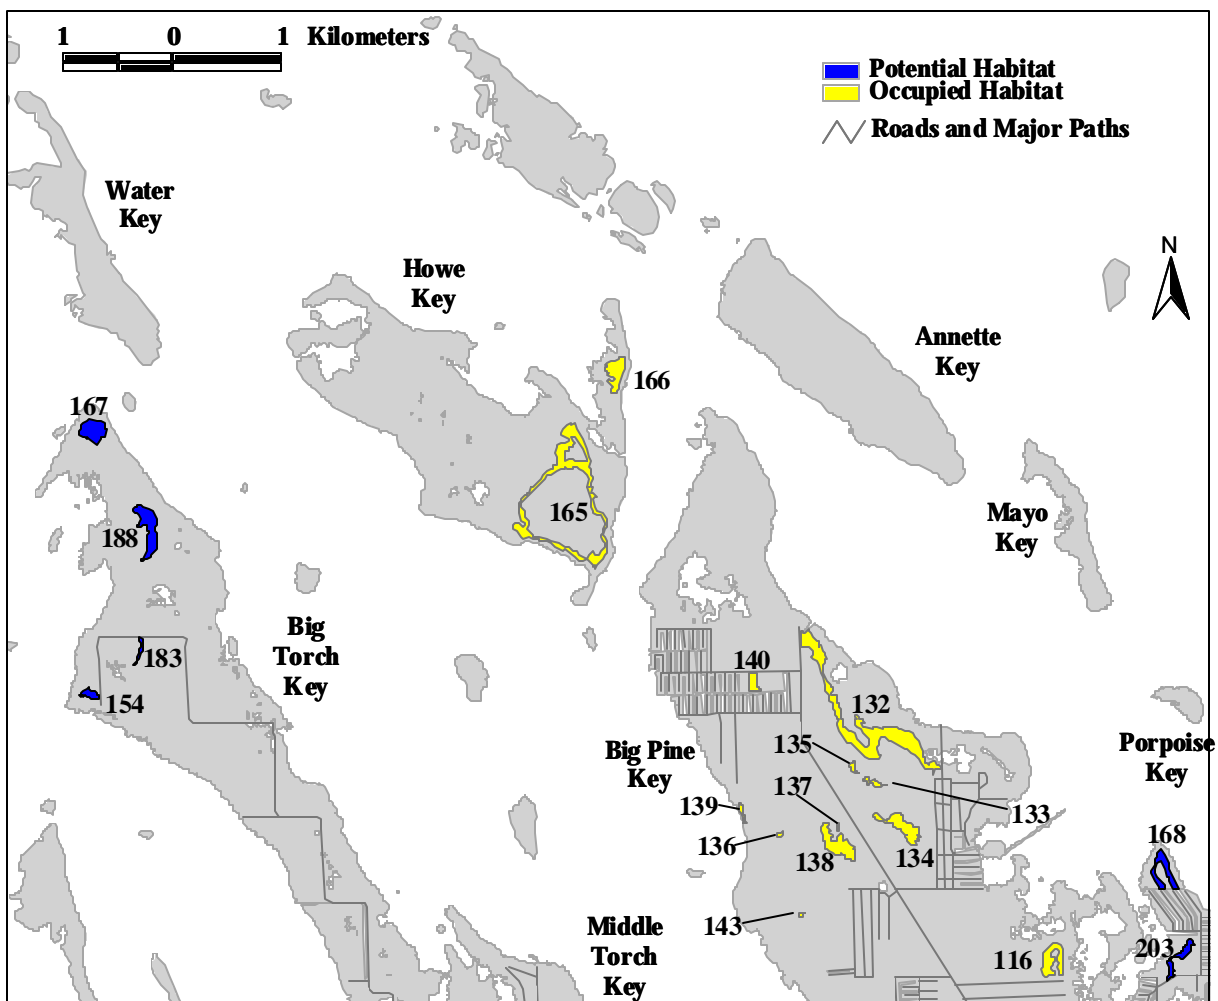 1 0 1 Kilometers
Potential Habitat
Occupied Habitat
Roads and Major Paths
Water
Key
N
Howe
Key
Annette
Key
166
167
165
Mayo
Key
188
Big
Torch
Key
183
154
140
132
135
Big Pine
Key
Porpoise
Key
137
139
133
136
138
134
168
143
Middle
Torch
Key
116
203